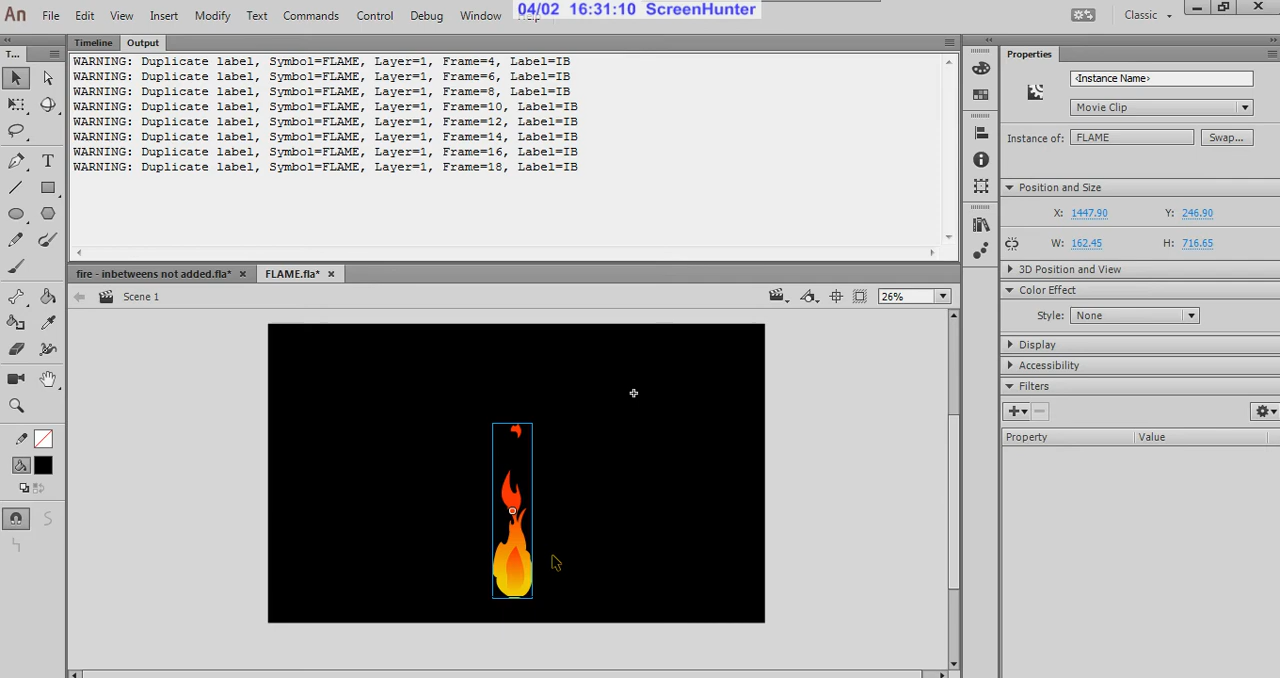 An File Edit View Insert Modify Text Commands Control Debug Window Help
04/02 16:31:10 ScreenHunter
Classic
Timeline Output
WARNING: Duplicate label, Symbol=FLAME, Layer=1, Frame=4, Label=IB
WARNING: Duplicate label, Symbol=FLAME, Layer=1, Frame=6, Label=IB
WARNING: Duplicate label, Symbol=FLAME, Layer=1, Frame=8, Label=IB
WARNING: Duplicate label, Symbol=FLAME, Layer=1, Frame=10, Label=IB
WARNING: Duplicate label, Symbol=FLAME, Layer=1, Frame=12, Label=IB
WARNING: Duplicate label, Symbol=FLAME, Layer=1, Frame=14, Label=IB
WARNING: Duplicate label, Symbol=FLAME, Layer=1, Frame=16, Label=IB
WARNING: Duplicate label, Symbol=FLAME, Layer=1, Frame=18, Label=IB
fire - inbetweens not added.fla* × FLAME.fla* ×
Scene 1
26%
T...
T
Properties
<Instance Name>
Movie Clip
Instance of: FLAME Swap...
Position and Size
X: 1447.90 Y: 246.90
W: 162.45 H: 716.65
3D Position and View
Color Effect
Style: None
Display
Accessibility
Filters
Property Value